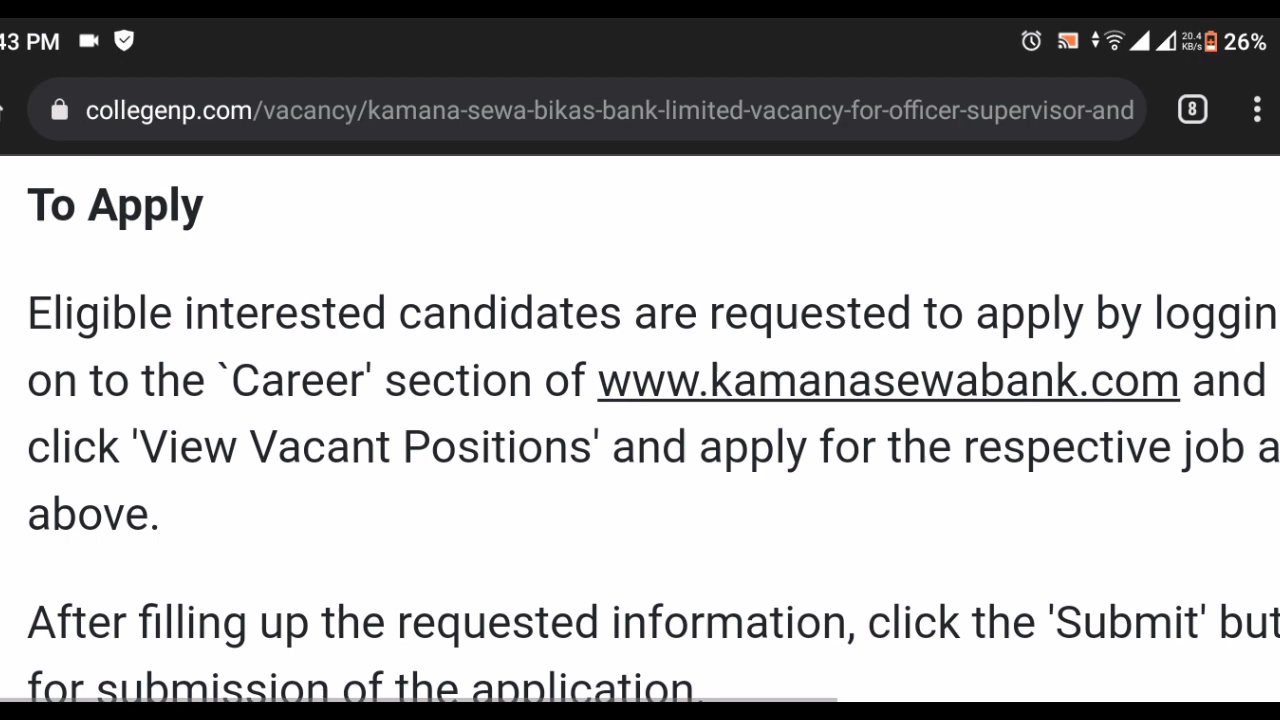 43 PM 20.4 KB/s 26%
collegenp.com/vacancy/kamana-sewa-bikas-bank-limited-vacancy-for-officer-supervisor-and 8
To Apply
Eligible interested candidates are requested to apply by loggin
on to the `Career' section of www.kamanasewabank.com and
click 'View Vacant Positions' and apply for the respective job a
above.
After filling up the requested information, click the 'Submit' but
for submission of the application.